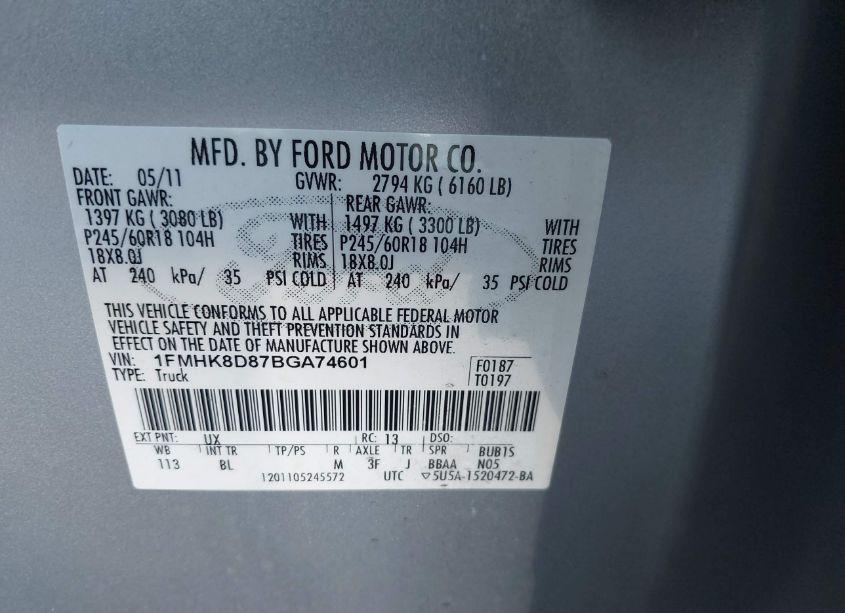 MFD. BY FORD MOTOR CO.
DATE: 05/11 GVWR: 2794 KG ( 6160 LB)
FRONT GAWR: REAR GAWR:
1397 KG ( 3080 LB) WITH 1497 KG ( 3300 LB) WITH
P245/60R18 104H TIRES P245/60R18 104H TIRES
18X8.0J RIMS 18X8.0J RIMS
AT 240 kPa/ 35 PSI COLD AT 240 kPa/ 35 PSI COLD
THIS VEHICLE CONFORMS TO ALL APPLICABLE FEDERAL MOTOR
VEHICLE SAFETY AND THEFT PREVENTION STANDARDS IN
EFFECT ON THE DATE OF MANUFACTURE SHOWN ABOVE.
VIN: 1FMHK8D87BGA74601 F0187
TYPE: Truck T0197
EXT PNT: UX RC: 13 DSO:
WB INT TR TP/PS R AXLE TR SPR BUB1S
113 BL M 3F J BBAA N05
1201105245572 UTC ▽5U5A-1520472-BA